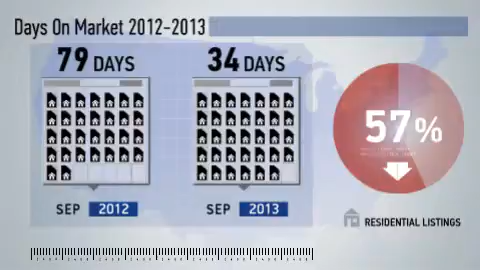 Days On Market 2012-2013
79 DAYS
34 DAYS
57%
SEP 2012
SEP 2013
RESIDENTIAL LISTINGS